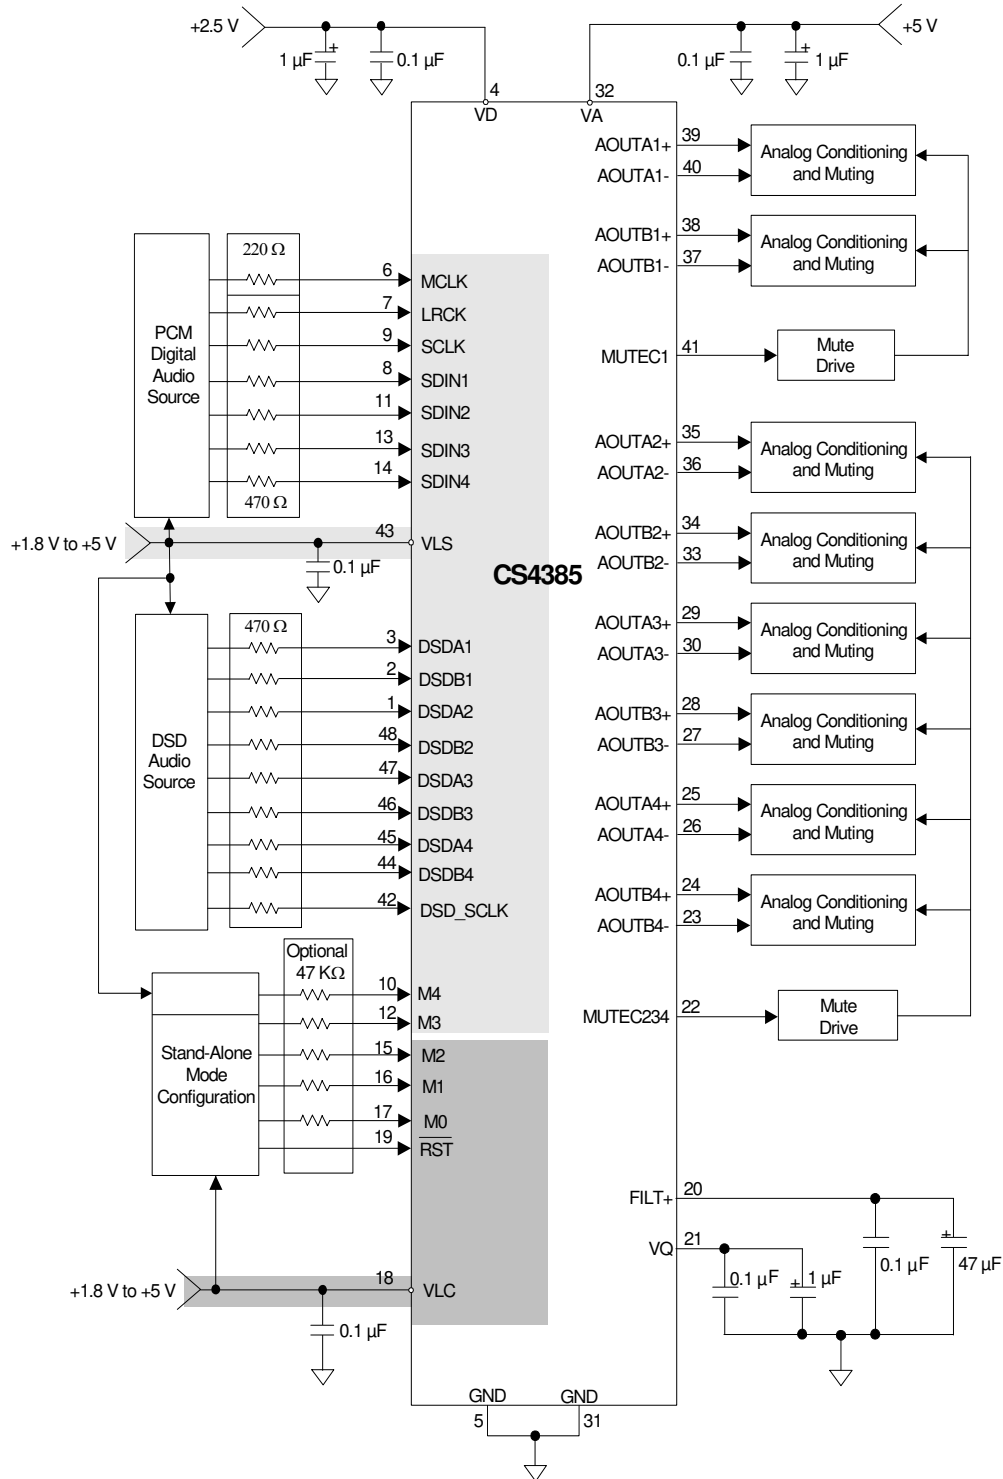 +2.5 V
1 µF
+
0.1 µF
0.1 µF
+
1 µF
+5 V
4
32
VD
VA
AOUTA1+
39
AOUTA1-
40
Analog Conditioning
and Muting
AOUTB1+
38
AOUTB1-
37
Analog Conditioning
and Muting
MUTEC1
41
Mute
Drive
AOUTA2+
35
AOUTA2-
36
Analog Conditioning
and Muting
AOUTB2+
34
AOUTB2-
33
Analog Conditioning
and Muting
AOUTA3+
29
AOUTA3-
30
Analog Conditioning
and Muting
AOUTB3+
28
AOUTB3-
27
Analog Conditioning
and Muting
AOUTA4+
25
AOUTA4-
26
Analog Conditioning
and Muting
AOUTB4+
24
AOUTB4-
23
Analog Conditioning
and Muting
MUTEC234
22
Mute
Drive
PCM
Digital
Audio
Source
220 Ω
470 Ω
6
MCLK
7
LRCK
9
SCLK
8
SDIN1
11
SDIN2
13
SDIN3
14
SDIN4
+1.8 V to +5 V
43
VLS
0.1 µF
CS4385
DSD
Audio
Source
470 Ω
3
DSDA1
2
DSDB1
1
DSDA2
48
DSDB2
47
DSDA3
46
DSDB3
45
DSDA4
44
DSDB4
42
DSD_SCLK
Stand-Alone
Mode
Configuration
Optional
47 KΩ
10
M4
12
M3
15
M2
16
M1
17
M0
19
RST
+1.8 V to +5 V
18
VLC
0.1 µF
FILT+
20
VQ
21
0.1 µF
+
1 µF
0.1 µF
+
47 µF
GND
GND
5
31